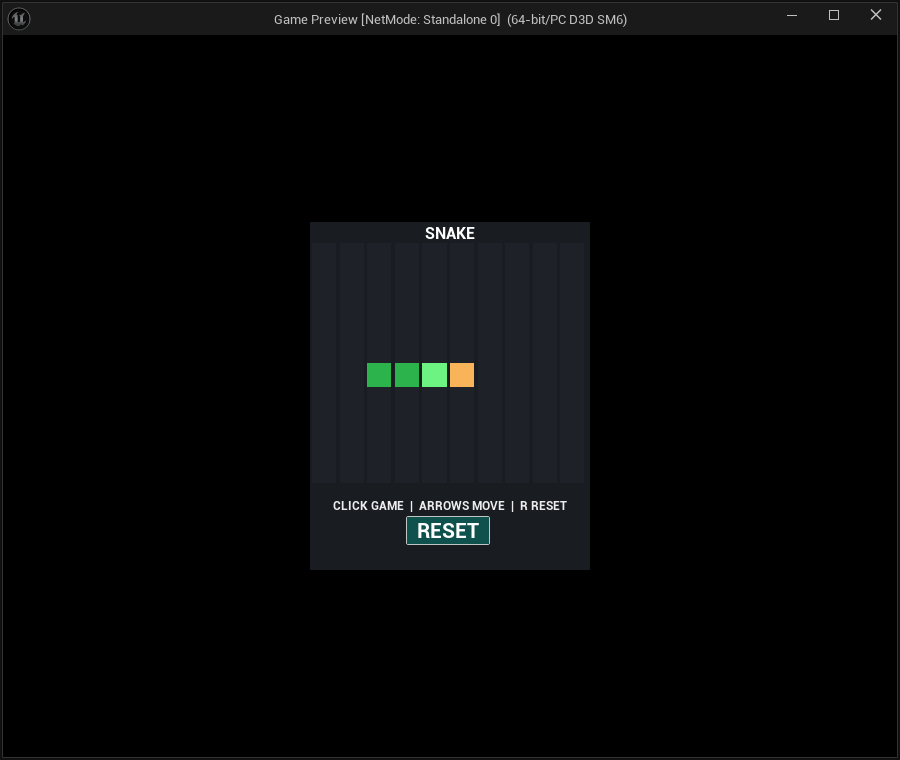 Game Preview [NetMode: Standalone 0]  (64-bit/PC D3D SM6)
SNAKE
CLICK GAME | ARROWS MOVE | R RESET
RESET